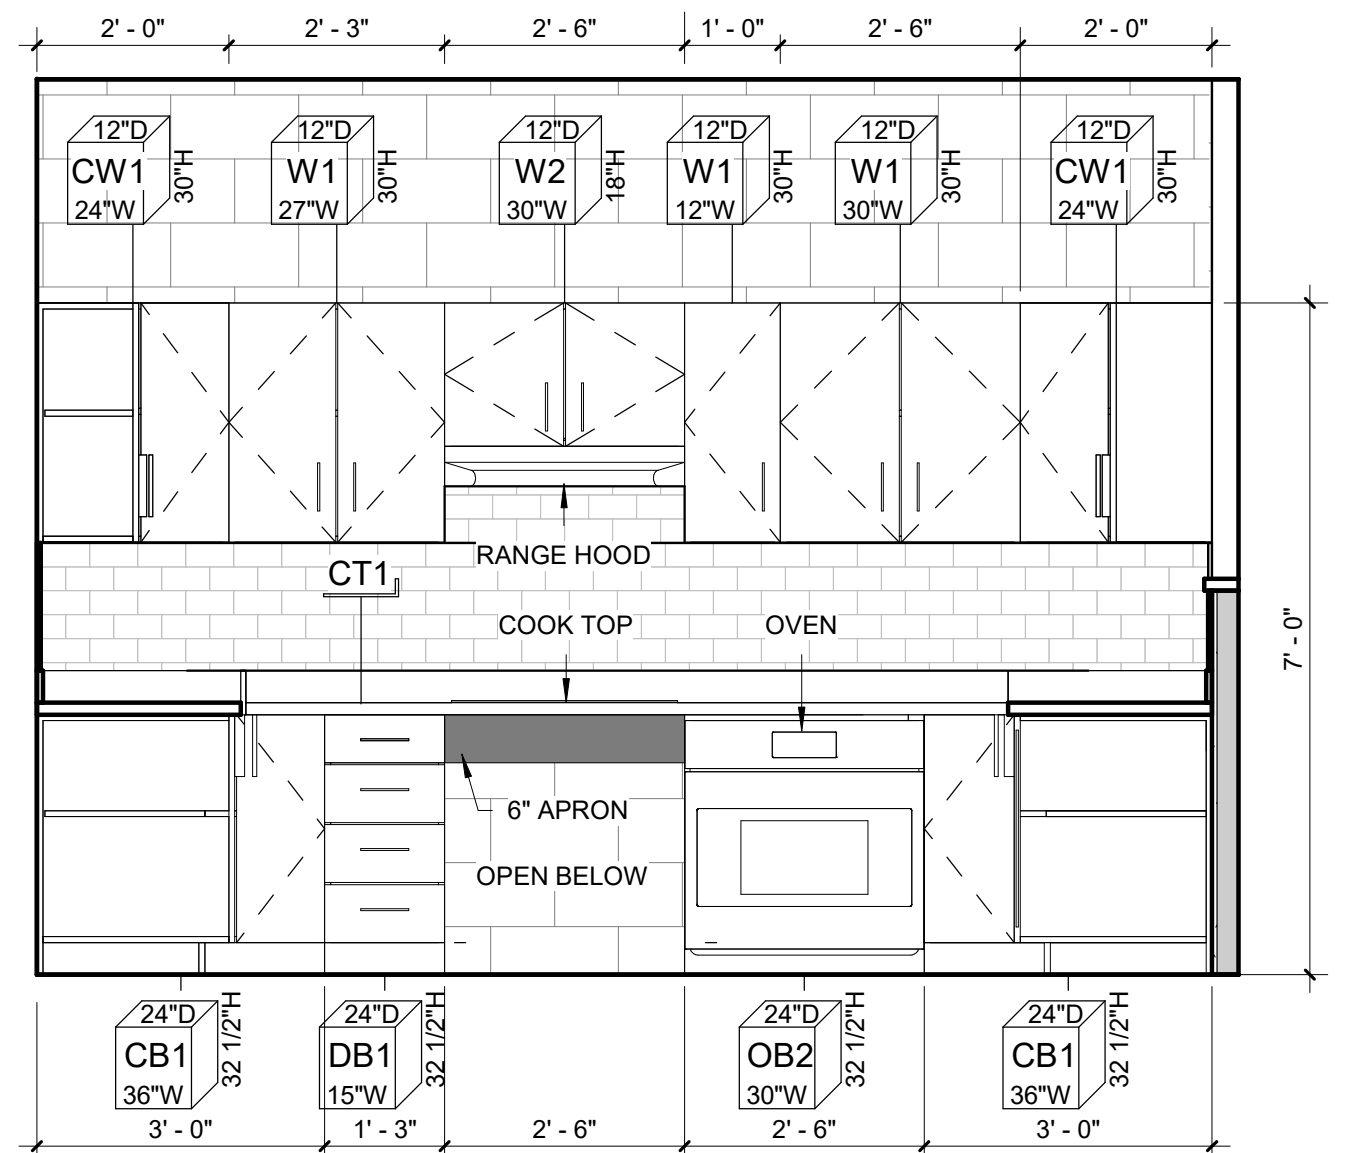 2' - 0" 2' - 3" 2' - 6" 1' - 0" 2' - 6" 2' - 0"
12"D 12"D 12"D 12"D 12"D 12"D
CW1 30"H W1 30"H W2 18"H W1 30"H W1 30"H CW1 30"H
24"W 27"W 30"W 12"W 30"W 24"W
RANGE HOOD
CT1
COOK TOP OVEN
7' - 0"
6" APRON
OPEN BELOW
24"D 24"D 24"D 24"D
CB1 32 1/2"H DB1 32 1/2"H OB2 32 1/2"H CB1 32 1/2"H
36"W 15"W 30"W 36"W
3' - 0" 1' - 3" 2' - 6" 2' - 6" 3' - 0"